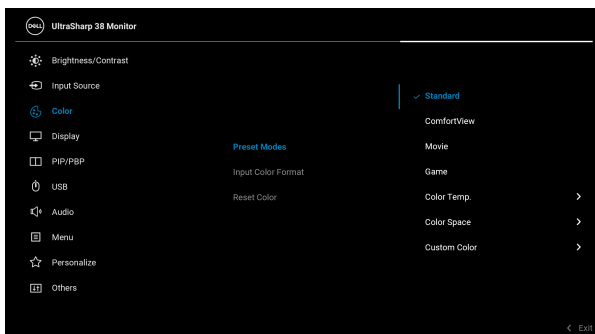 DELL UltraSharp 38 Monitor
Brightness/Contrast
Input Source
Color
Display
PIP/PBP
USB
Audio
Menu
Personalize
Others
Preset Modes
Input Color Format
Reset Color
Standard
ComfortView
Movie
Game
Color Temp.
Color Space
Custom Color
Exit